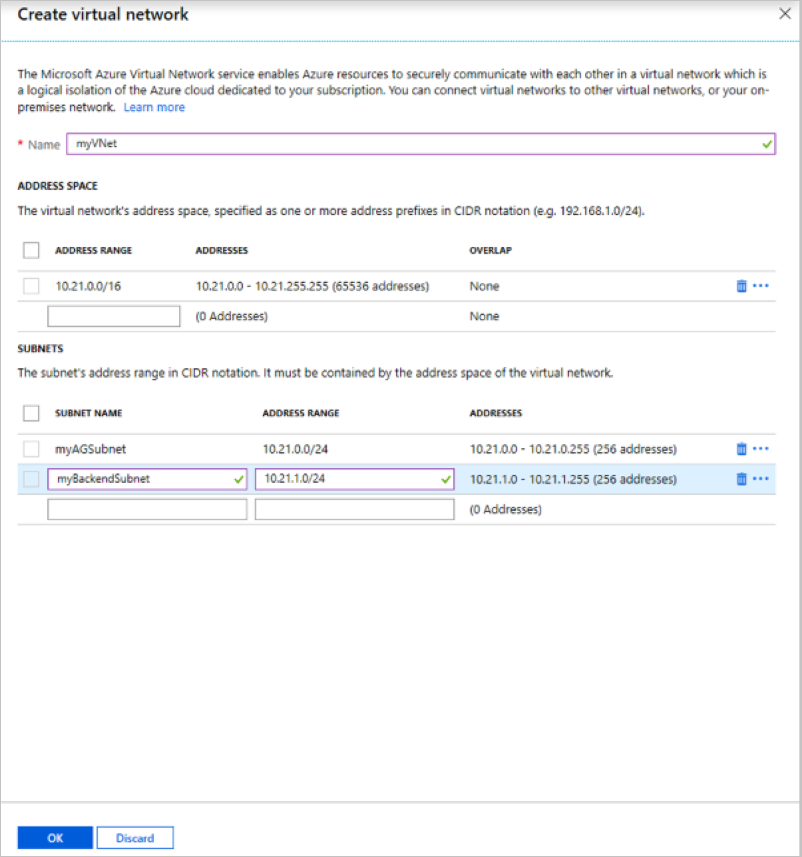 Create virtual network
The Microsoft Azure Virtual Network service enables Azure resources to securely communicate with each other in a virtual network which is
a logical isolation of the Azure cloud dedicated to your subscription. You can connect virtual networks to other virtual networks, or your on-
premises network. Learn more
* Name myVNet
ADDRESS SPACE
The virtual network's address space, specified as one or more address prefixes in CIDR notation (e.g. 192.168.1.0/24).
ADDRESS RANGE ADDRESSES OVERLAP
10.21.0.0/16 10.21.0.0 - 10.21.255.255 (65536 addresses) None
(0 Addresses) None
SUBNETS
The subnet's address range in CIDR notation. It must be contained by the address space of the virtual network.
SUBNET NAME ADDRESS RANGE ADDRESSES
myAGSubnet 10.21.0.0/24 10.21.0.0 - 10.21.0.255 (256 addresses)
myBackendSubnet 10.21.1.0/24 10.21.1.0 - 10.21.1.255 (256 addresses)
(0 Addresses)
OK Discard